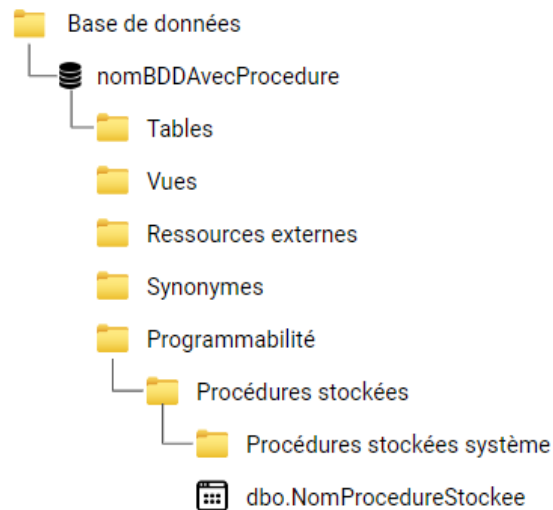 Base de données
nomBDDAvecProcedure
Tables
Vues
Ressources externes
Synonymes
Programmabilité
Procédures stockées
Procédures stockées système
dbo.NomProcedureStockee